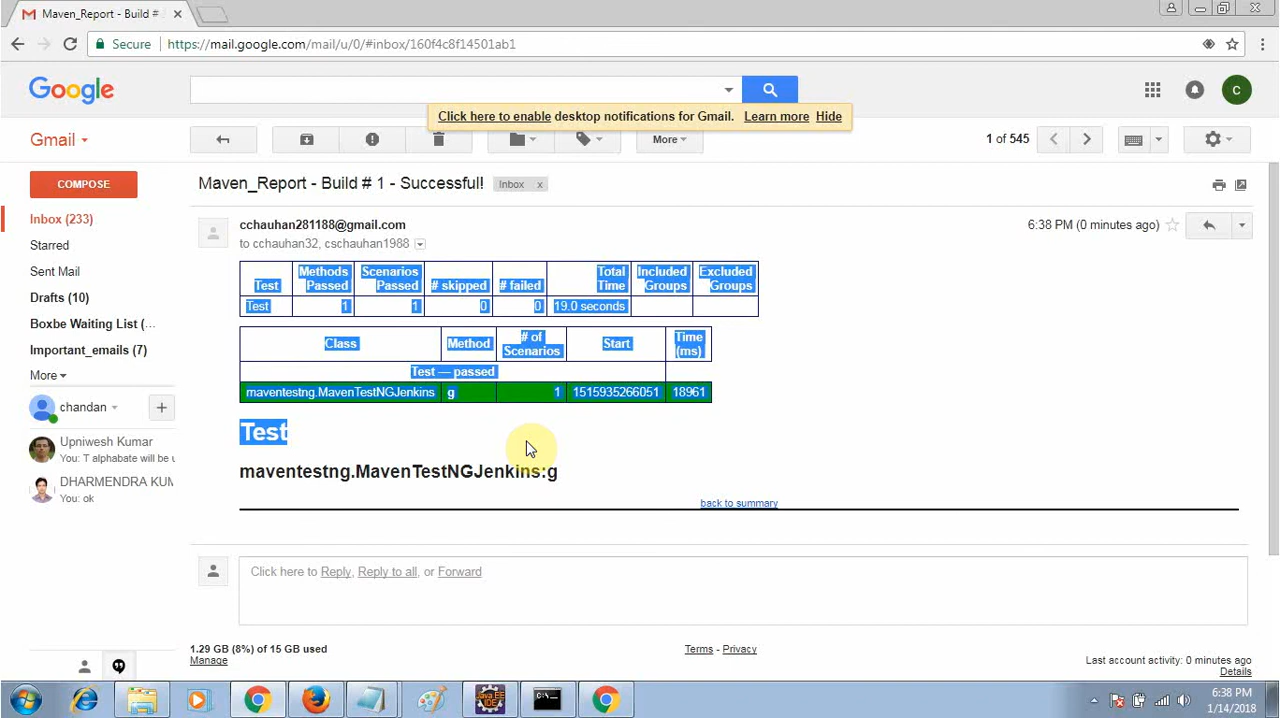 Maven_Report - Build #
Secure
https://mail.google.com/mail/u/0/#inbox/160f4c8f14501ab1
Google
C
Click here to enable desktop notifications for Gmail. Learn more Hide
Gmail
More
1 of 545
COMPOSE
Maven_Report - Build # 1 - Successful!
Inbox x
Inbox (233)
Starred
Sent Mail
Drafts (10)
Boxbe Waiting List (...
Important_emails (7)
More
chandan
Upniwesh Kumar
You: T alphabate will be u
DHARMENDRA KUM
You: ok
cchauhan281188@gmail.com
6:38 PM (0 minutes ago)
to cchauhan32, cschauhan1988
Test Methods Passed Scenarios Passed # skipped # failed Total Time Included Groups Excluded Groups
Test 1 1 0 0 19.0 seconds
Class Method # of Scenarios Start Time (ms)
Test — passed
maventestng.MavenTestNGJenkins g 1 1515935266051 18961
Test
maventestng.MavenTestNGJenkins:g
back to summary
Click here to Reply, Reply to all, or Forward
1.29 GB (8%) of 15 GB used
Manage
Terms - Privacy
Last account activity: 0 minutes ago
Details
Java EE
IDE
6:38 PM
1/14/2018